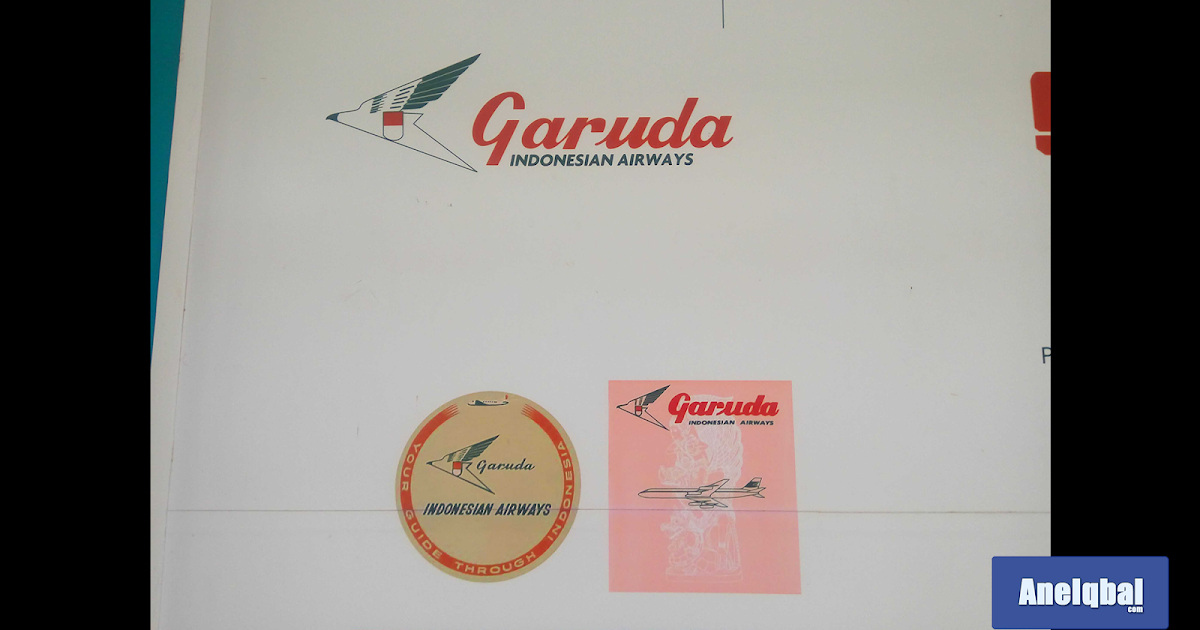 Garuda
INDONESIAN AIRWAYS
P
Garuda
INDONESIAN AIRWAYS
YOUR GUIDE THROUGH INDONESIA
Garuda
INDONESIAN AIRWAYS
AneIqbal
.com